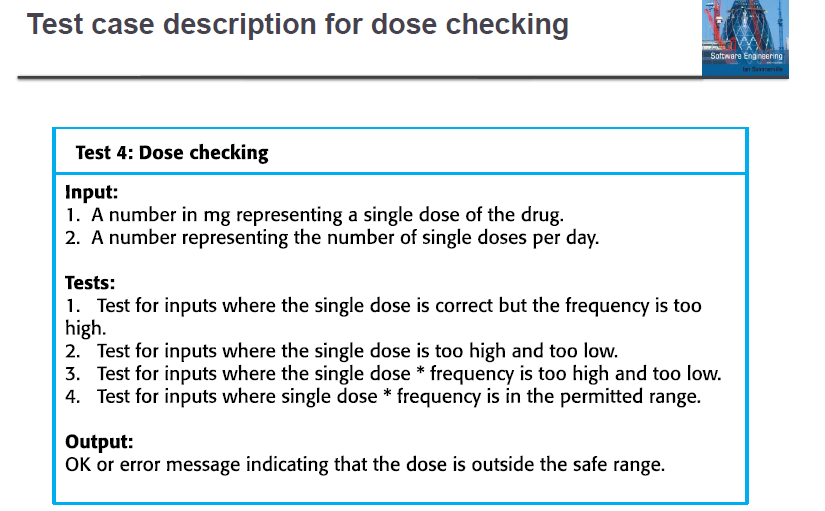 Test case description for dose checking
Software Engineering
Ian Sommerville
Test 4: Dose checking
Input:
1. A number in mg representing a single dose of the drug.
2. A number representing the number of single doses per day.
Tests:
1. Test for inputs where the single dose is correct but the frequency is too
high.
2. Test for inputs where the single dose is too high and too low.
3. Test for inputs where the single dose * frequency is too high and too low.
4. Test for inputs where single dose * frequency is in the permitted range.
Output:
OK or error message indicating that the dose is outside the safe range.